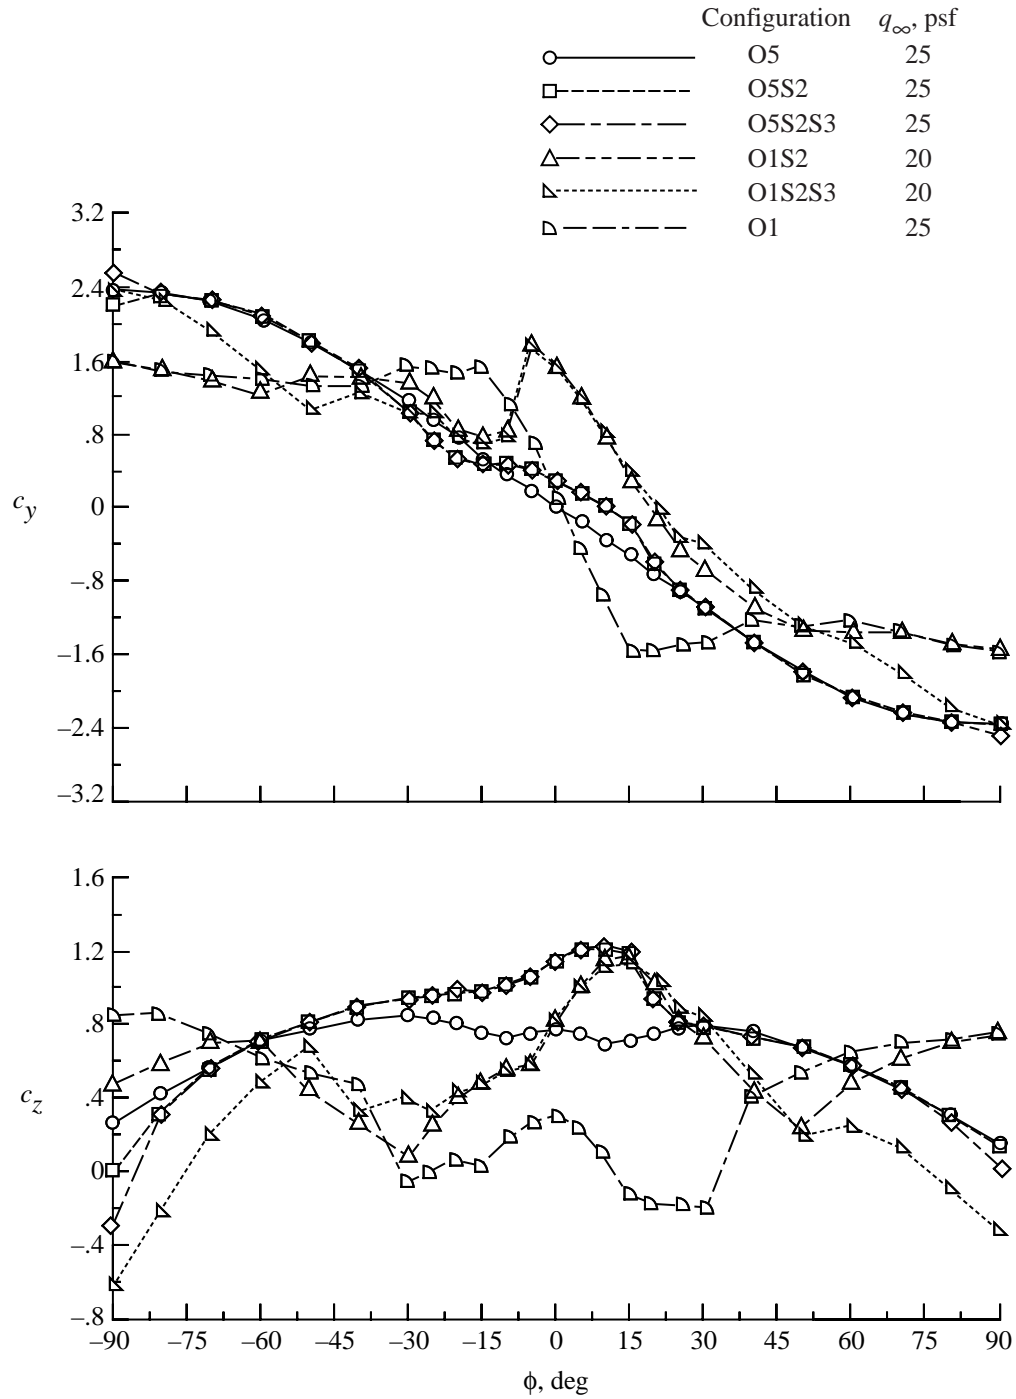 Configuration q∞, psf
O5 25
O5S2 25
O5S2S3 25
O1S2 20
O1S2S3 20
O1 25
3.2
2.4
1.6
.8
0
–.8
–1.6
–2.4
–3.2
cy
1.6
1.2
.8
.4
0
–.4
–.8
cz
–90 –75 –60 –45 –30 –15 0 15 30 45 60 75 90
ϕ, deg